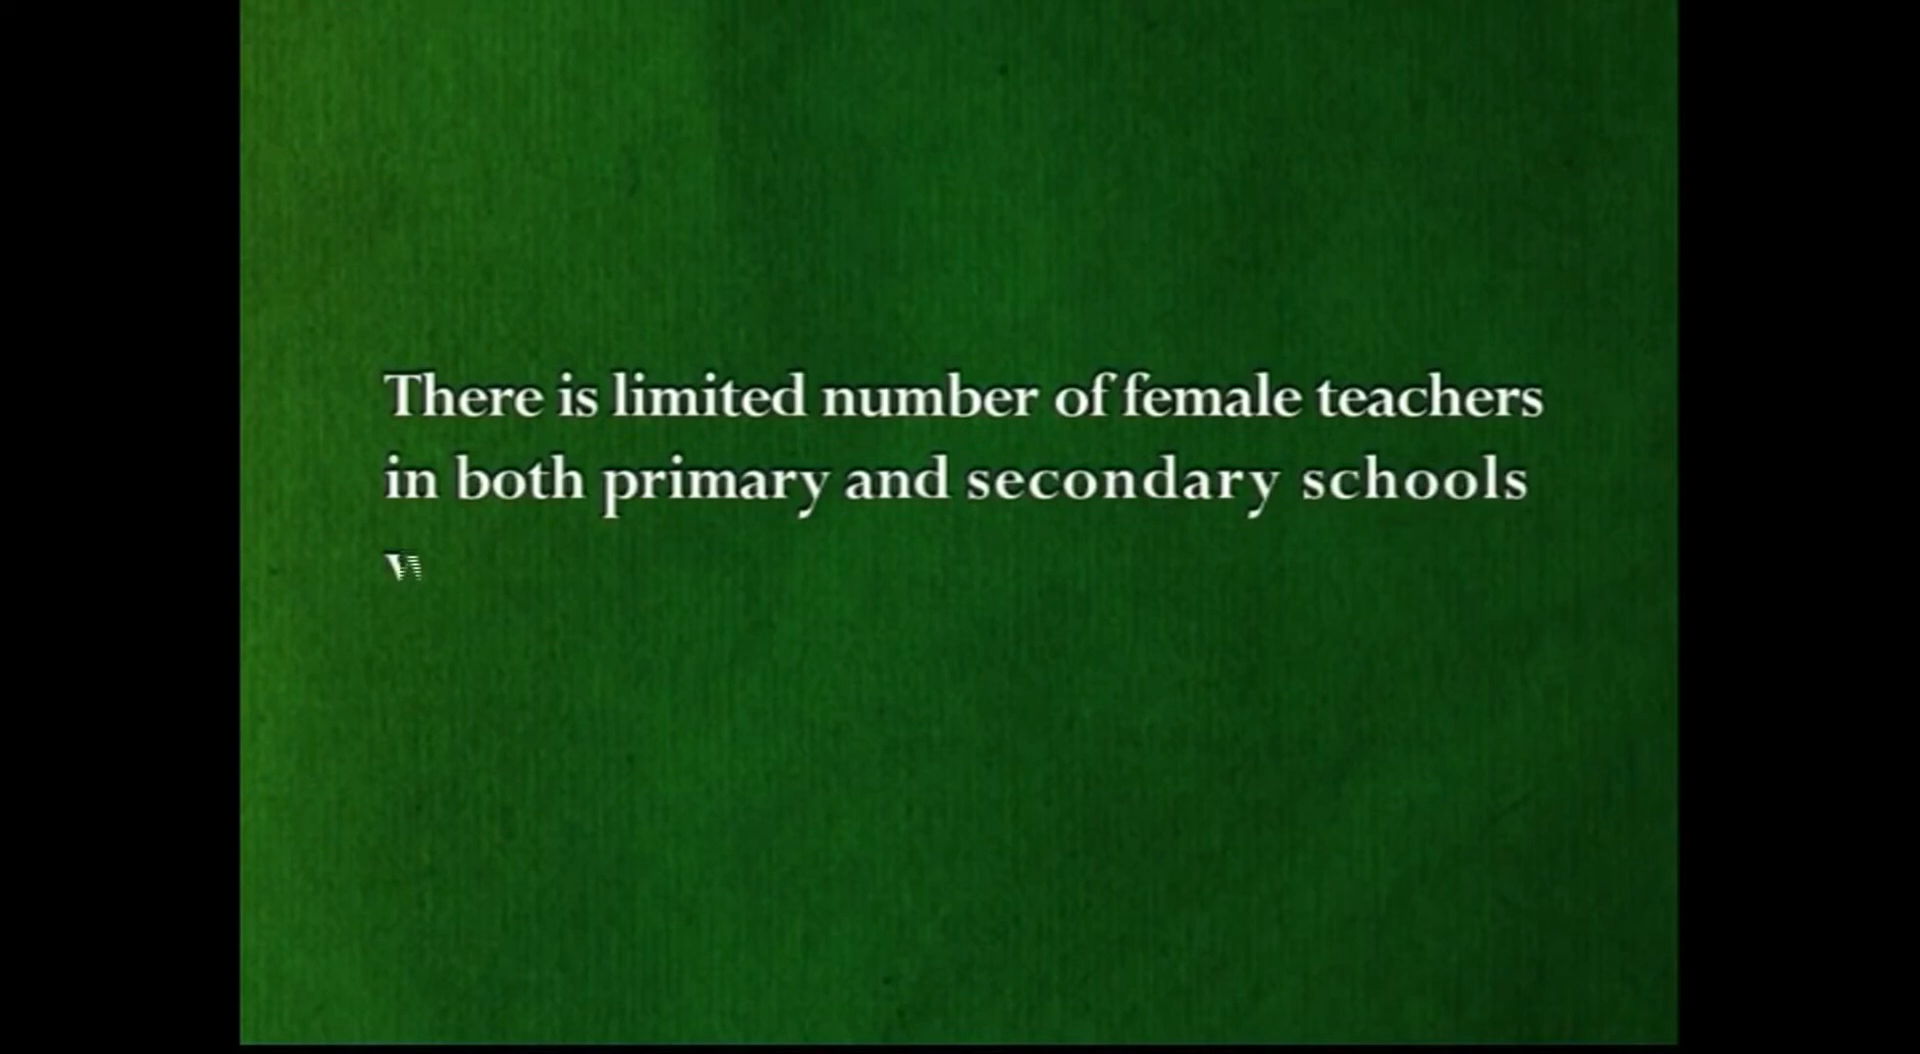 There is limited number of female teachers
in both primary and secondary schools